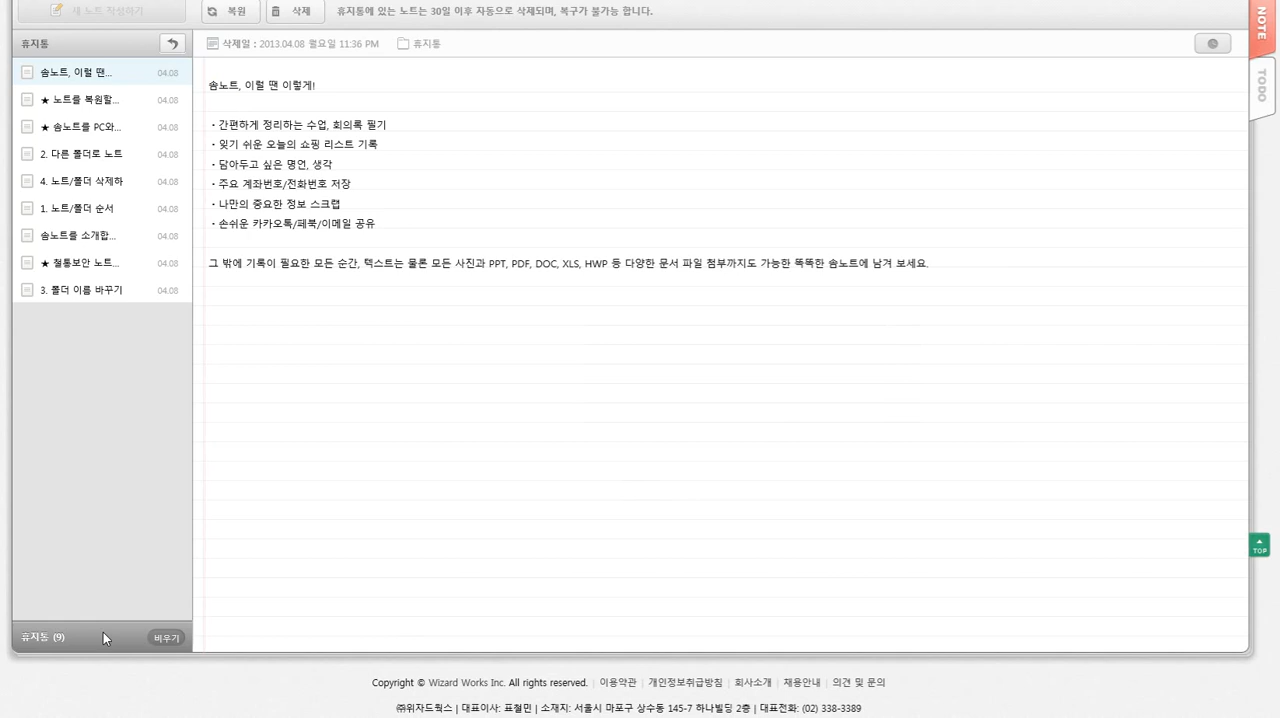 새 노트 작성하기
복원
삭제
휴지통에 있는 노트는 30일 이후 자동으로 삭제되며, 복구가 불가능 합니다.
휴지통
삭제일 : 2013.04.08 월요일 11:36 PM
휴지통
NOTE
TODO
솜노트, 이럴 땐... 04.08
★ 노트를 복원할... 04.08
★ 솜노트를 PC와... 04.08
2. 다른 폴더로 노트 04.08
4. 노트/폴더 삭제하 04.08
1. 노트/폴더 순서 04.08
솜노트를 소개합... 04.08
★ 철통보안 노트... 04.08
3. 폴더 이름 바꾸기 04.08
솜노트, 이럴 땐 이렇게!
· 간편하게 정리하는 수업, 회의록 필기
· 잊기 쉬운 오늘의 쇼핑 리스트 기록
· 담아두고 싶은 명언, 생각
· 주요 계좌번호/전화번호 저장
· 나만의 중요한 정보 스크랩
· 손쉬운 카카오톡/페북/이메일 공유
그 밖에 기록이 필요한 모든 순간, 텍스트는 물론 모든 사진과 PPT, PDF, DOC, XLS, HWP 등 다양한 문서 파일 첨부까지도 가능한 똑똑한 솜노트에 남겨 보세요.
TOP
휴지통 (9)
비우기
Copyright © Wizard Works Inc. All rights reserved. | 이용약관 | 개인정보취급방침 | 회사소개 | 채용안내 | 의견 및 문의
㈜위자드웍스 | 대표이사: 표철민 | 소재지: 서울시 마포구 상수동 145-7 하나빌딩 2층 | 대표전화: (02) 338-3389